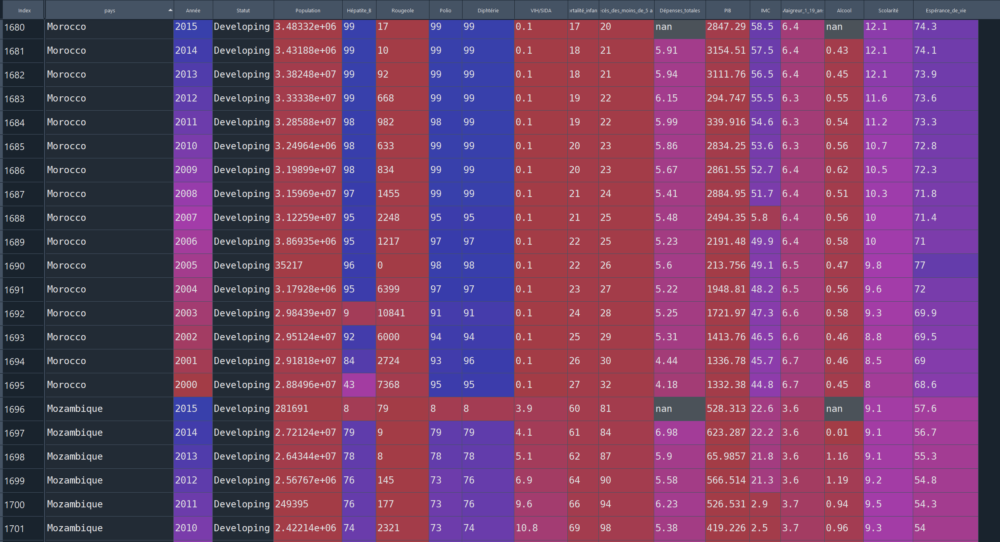 Index pays Année Statut Population Hépatite_B Rougeole Polio Diphtérie VIH/SIDA ortalité_infan écès_des_moins_de_5 a Dépenses_totales PIB IMC Maigreur_1_19_ans Alcool Scolarité Espérance_de_vie
1680 Morocco 2015 Developing 3.48332e+06 99 17 99 99 0.1 17 20 nan 2847.29 58.5 6.4 nan 12.1 74.3
1681 Morocco 2014 Developing 3.43188e+06 99 10 99 99 0.1 18 21 5.91 3154.51 57.5 6.4 0.43 12.1 74.1
1682 Morocco 2013 Developing 3.38248e+07 99 92 99 99 0.1 18 21 5.94 3111.76 56.5 6.4 0.45 12.1 73.9
1683 Morocco 2012 Developing 3.33338e+07 99 668 99 99 0.1 19 22 6.15 294.747 55.5 6.3 0.55 11.6 73.6
1684 Morocco 2011 Developing 3.28588e+07 98 982 98 99 0.1 19 22 5.99 339.916 54.6 6.3 0.54 11.2 73.3
1685 Morocco 2010 Developing 3.24964e+06 98 633 99 99 0.1 20 23 5.86 2834.25 53.6 6.3 0.56 10.7 72.8
1686 Morocco 2009 Developing 3.19899e+07 98 834 99 99 0.1 20 23 5.67 2861.55 52.7 6.4 0.62 10.5 72.3
1687 Morocco 2008 Developing 3.15969e+07 97 1455 99 99 0.1 21 24 5.41 2884.95 51.7 6.4 0.51 10.3 71.8
1688 Morocco 2007 Developing 3.12259e+07 95 2248 95 95 0.1 21 25 5.48 2494.35 5.8 6.4 0.56 10 71.4
1689 Morocco 2006 Developing 3.86935e+06 95 1217 97 97 0.1 22 25 5.23 2191.48 49.9 6.4 0.58 10 71
1690 Morocco 2005 Developing 35217 96 0 98 98 0.1 22 26 5.6 213.756 49.1 6.5 0.47 9.8 77
1691 Morocco 2004 Developing 3.17928e+06 95 6399 97 97 0.1 23 27 5.22 1948.81 48.2 6.5 0.56 9.6 72
1692 Morocco 2003 Developing 2.98439e+07 9 10841 91 91 0.1 24 28 5.25 1721.97 47.3 6.6 0.58 9.3 69.9
1693 Morocco 2002 Developing 2.95124e+07 92 6000 94 94 0.1 25 29 5.31 1413.76 46.5 6.6 0.46 8.8 69.5
1694 Morocco 2001 Developing 2.91818e+07 84 2724 93 96 0.1 26 30 4.44 1336.78 45.7 6.7 0.46 8.5 69
1695 Morocco 2000 Developing 2.88496e+07 43 7368 95 95 0.1 27 32 4.18 1332.38 44.8 6.7 0.45 8 68.6
1696 Mozambique 2015 Developing 281691 8 79 8 8 3.9 60 81 nan 528.313 22.6 3.6 nan 9.1 57.6
1697 Mozambique 2014 Developing 2.72124e+07 79 9 79 79 4.1 61 84 6.98 623.287 22.2 3.6 0.01 9.1 56.7
1698 Mozambique 2013 Developing 2.64344e+07 78 8 78 78 5.1 62 87 5.9 65.9857 21.8 3.6 1.16 9.1 55.3
1699 Mozambique 2012 Developing 2.56767e+06 76 145 73 76 6.9 64 90 5.58 566.514 21.3 3.6 1.19 9.2 54.8
1700 Mozambique 2011 Developing 249395 76 177 73 76 9.6 66 94 6.23 526.531 2.9 3.7 0.94 9.5 54.3
1701 Mozambique 2010 Developing 2.42214e+06 74 2321 73 74 10.8 69 98 5.38 419.226 2.5 3.7 0.96 9.3 54